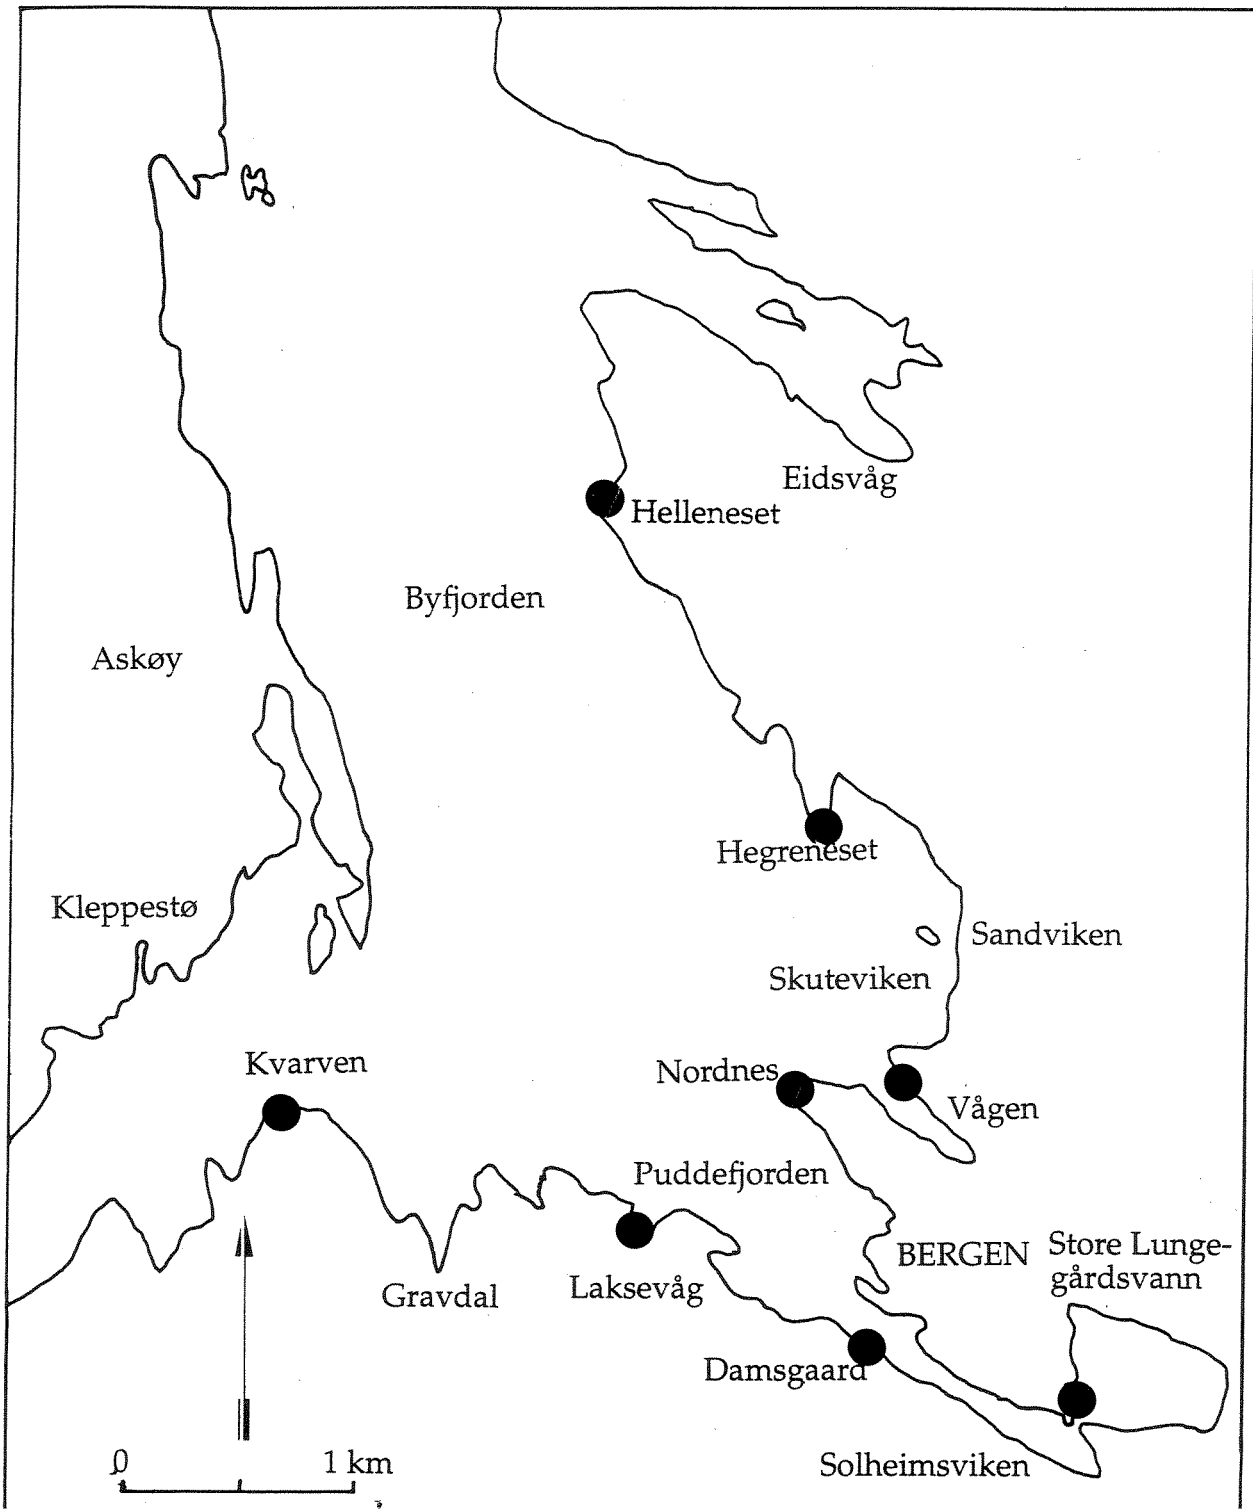 Eidsvåg
Helleneset
Byfjorden
Askøy
Hegreneset
Kleppestø
Sandviken
Skuteviken
Kvarven
Nordnes
Vågen
Puddefjorden
BERGEN
Store Lunge-
gårdsvann
Gravdal
Laksevåg
Damsgaard
Solheimsviken
0 1 km